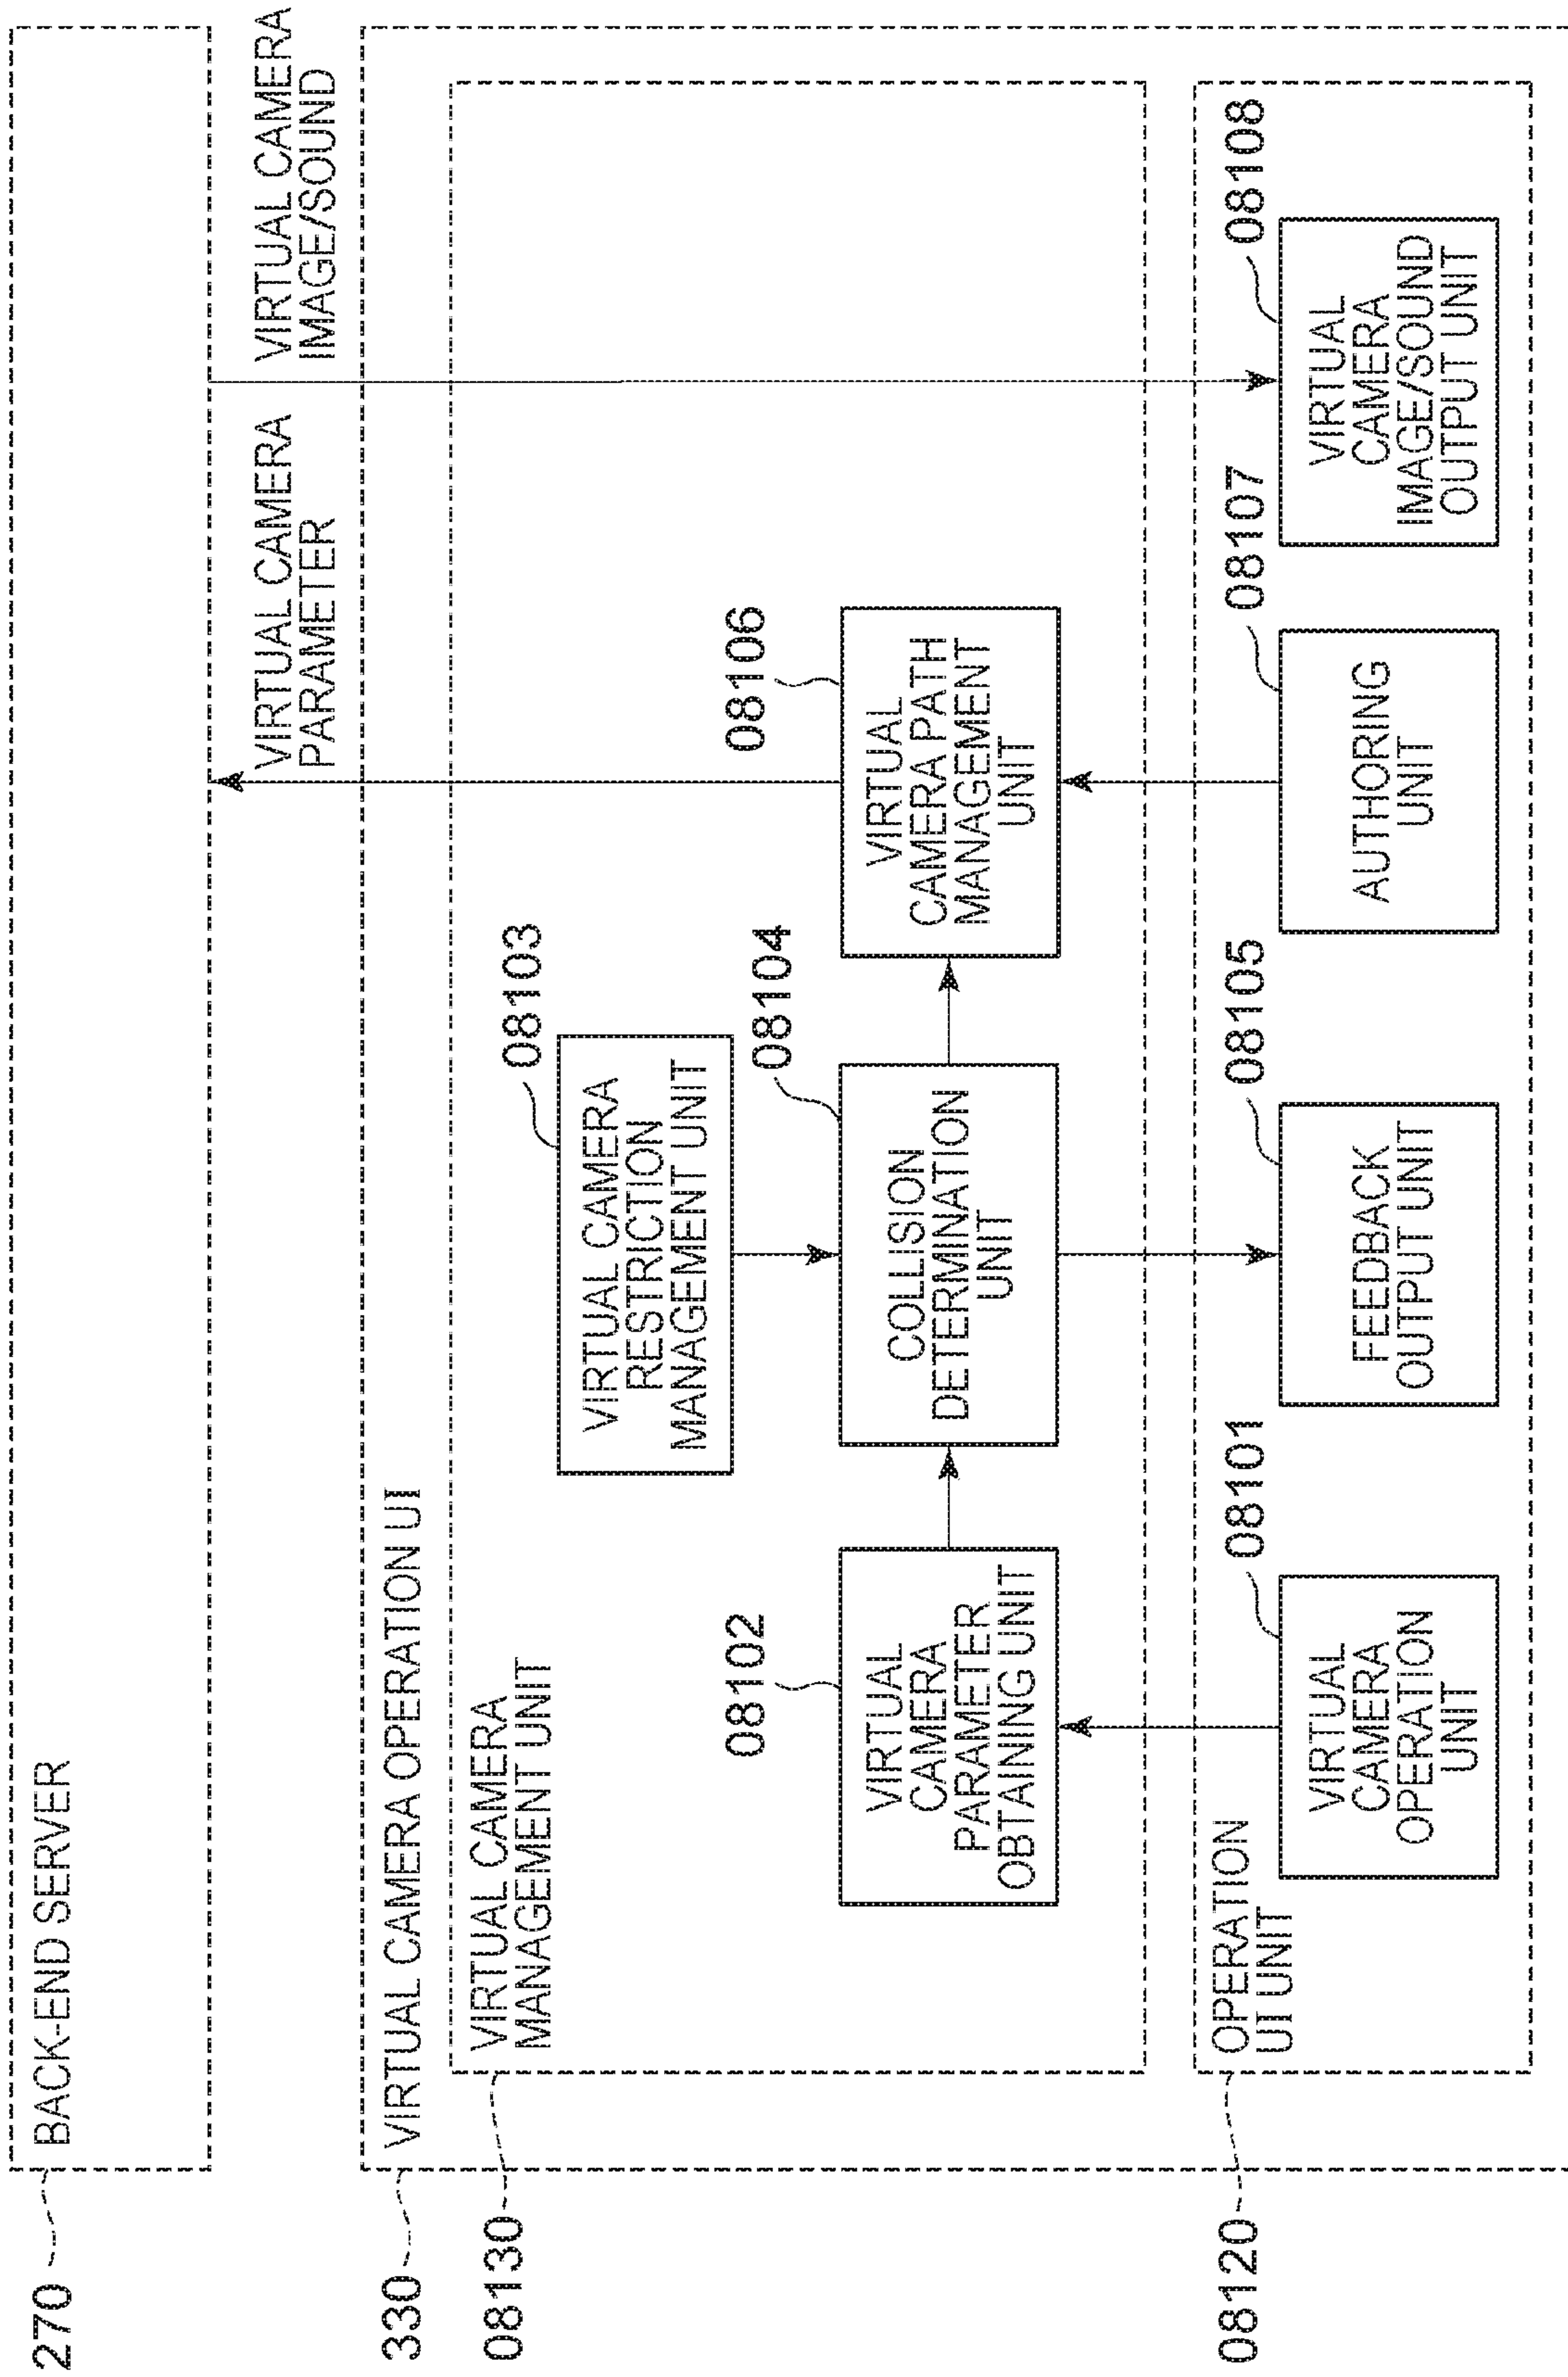 270
BACK-END SERVER
VIRTUAL CAMERA
PARAMETER
VIRTUAL CAMERA
IMAGE/SOUND
330
VIRTUAL CAMERA OPERATION UI
08130
VIRTUAL CAMERA
MANAGEMENT UNIT
08103
VIRTUAL CAMERA
RESTRICTION
MANAGEMENT UNIT
08102
VIRTUAL
CAMERA
PARAMETER
OBTAINING UNIT
08104
COLLISION
DETERMINATION
UNIT
08106
VIRTUAL
CAMERA PATH
MANAGEMENT
UNIT
08120
OPERATION
UI UNIT
08101
VIRTUAL
CAMERA
OPERATION
UNIT
08105
FEEDBACK
OUTPUT UNIT
08107
AUTHORING
UNIT
08108
VIRTUAL
CAMERA
IMAGE/SOUND
OUTPUT UNIT